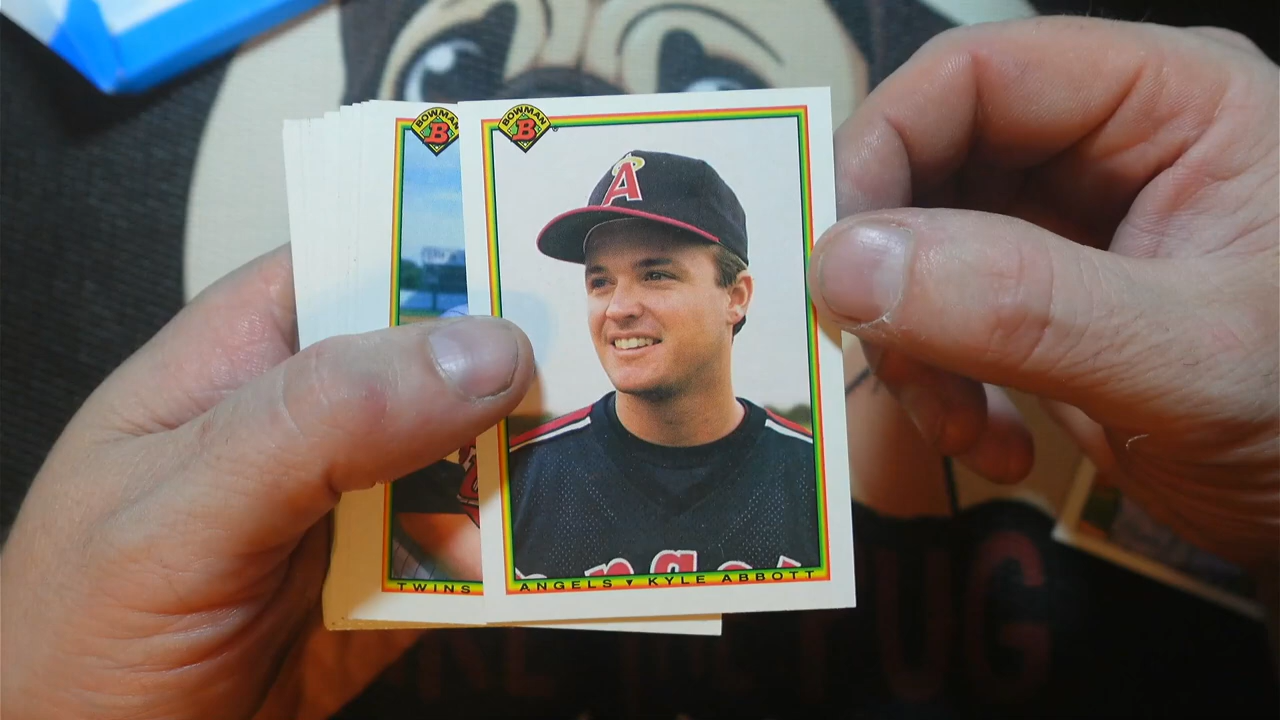 BOWMAN
B
BOWMAN
B
A
TWINS
ANGELS ▼ KYLE ABBOTT